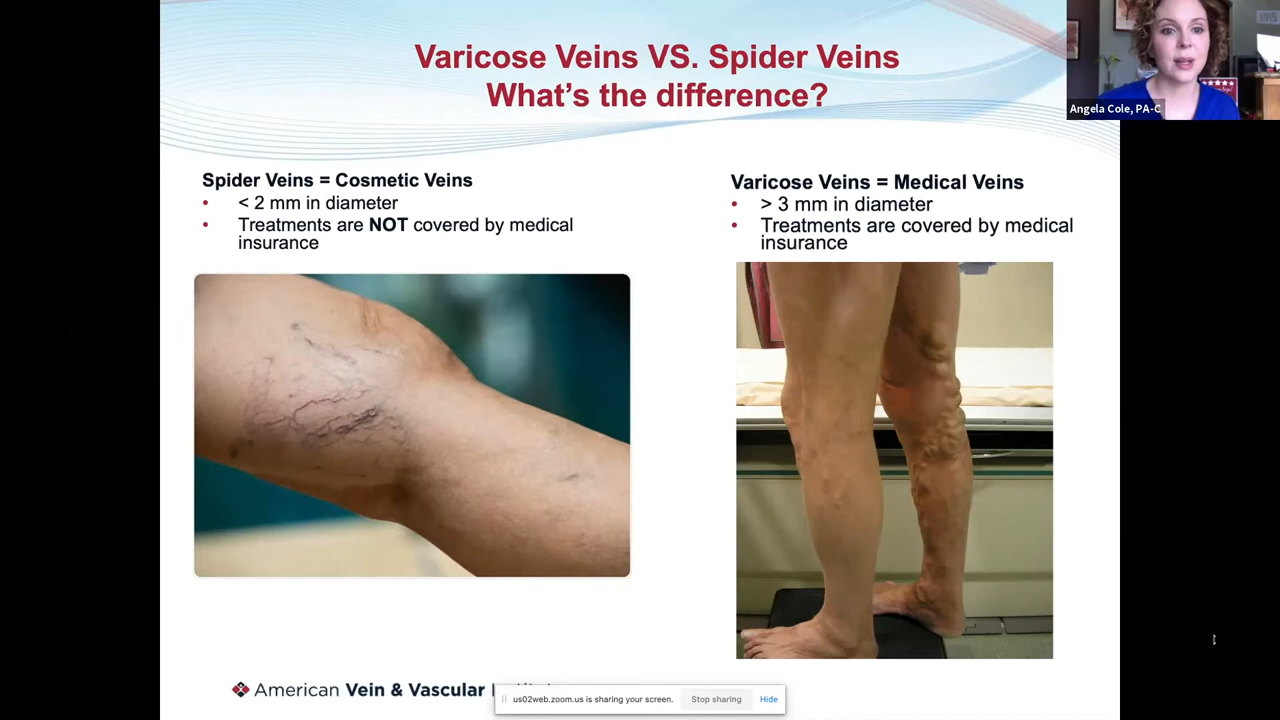 Varicose Veins VS. Spider Veins
What's the difference?
Angela Cole, PA-C
Spider Veins = Cosmetic Veins
• < 2 mm in diameter
• Treatments are NOT covered by medical
insurance
Varicose Veins = Medical Veins
• > 3 mm in diameter
• Treatments are covered by medical
insurance
American Vein & Vascular
us02web.zoom.us is sharing your screen.
Stop sharing
Hide